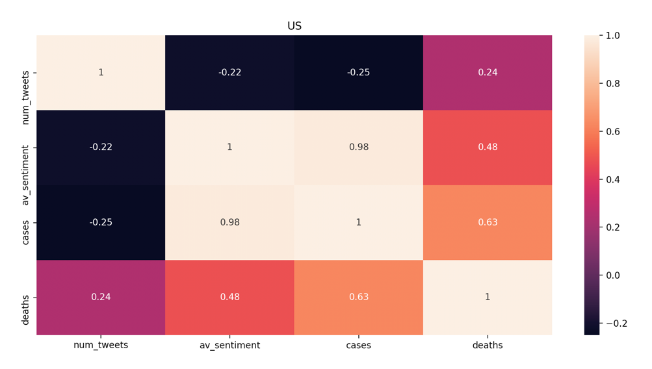 US
num_tweets 1 -0.22 -0.25 0.24
av_sentiment -0.22 1 0.98 0.48
cases -0.25 0.98 1 0.63
deaths 0.24 0.48 0.63 1
num_tweets av_sentiment cases deaths
1.0
0.8
0.6
0.4
0.2
0.0
−0.2